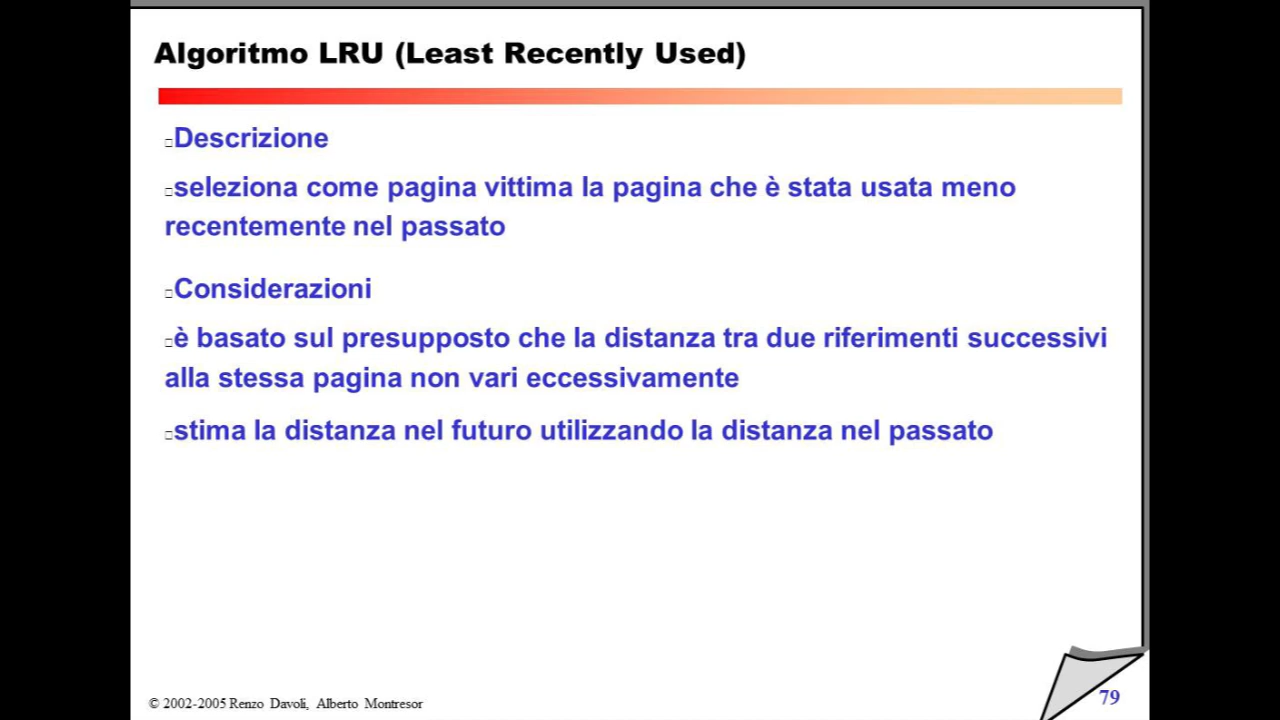 Algoritmo LRU (Least Recently Used)
Descrizione
seleziona come pagina vittima la pagina che è stata usata meno
recentemente nel passato
Considerazioni
è basato sul presupposto che la distanza tra due riferimenti successivi
alla stessa pagina non vari eccessivamente
stima la distanza nel futuro utilizzando la distanza nel passato
© 2002-2005 Renzo Davoli, Alberto Montresor
79